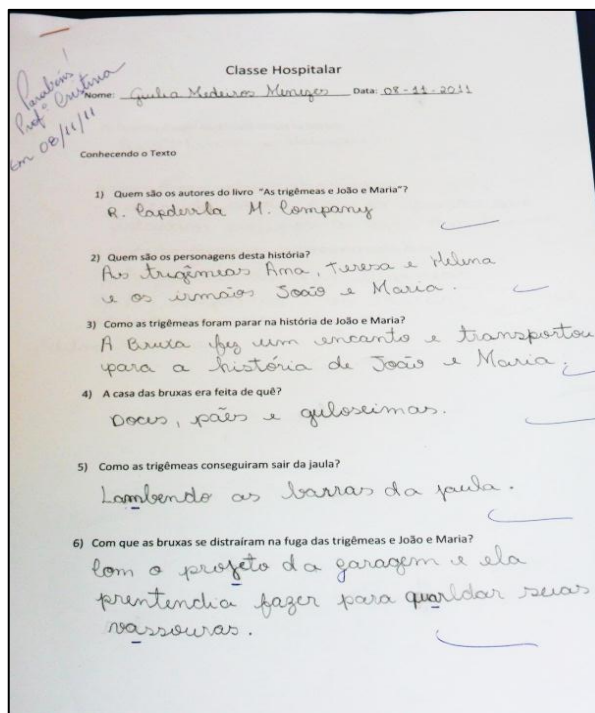 Parabéns!
Profª Cristina
Em 08/11/11
Classe Hospitalar
Nome: Giulia Medeiros Menezes Data: 08-11-2011
Conhecendo o Texto
1) Quem são os autores do livro "As trigêmeas e João e Maria"?
R. Capdevila M. Company
2) Quem são os personagens desta história?
As trigêmeas Ana, Teresa e Helena
e os irmãos João e Maria.
3) Como as trigêmeas foram parar na história de João e Maria?
A Bruxa fez um encanto e transportou
para a história de João e Maria.
4) A casa das bruxas era feita de quê?
Doces, pães e guloseimas.
5) Como as trigêmeas conseguiram sair da jaula?
Lambendo as barras da jaula.
6) Com que as bruxas se distraíram na fuga das trigêmeas e João e Maria?
Com o projeto da garagem e ela
prentendia fazer para quarldar suas
vassouras.